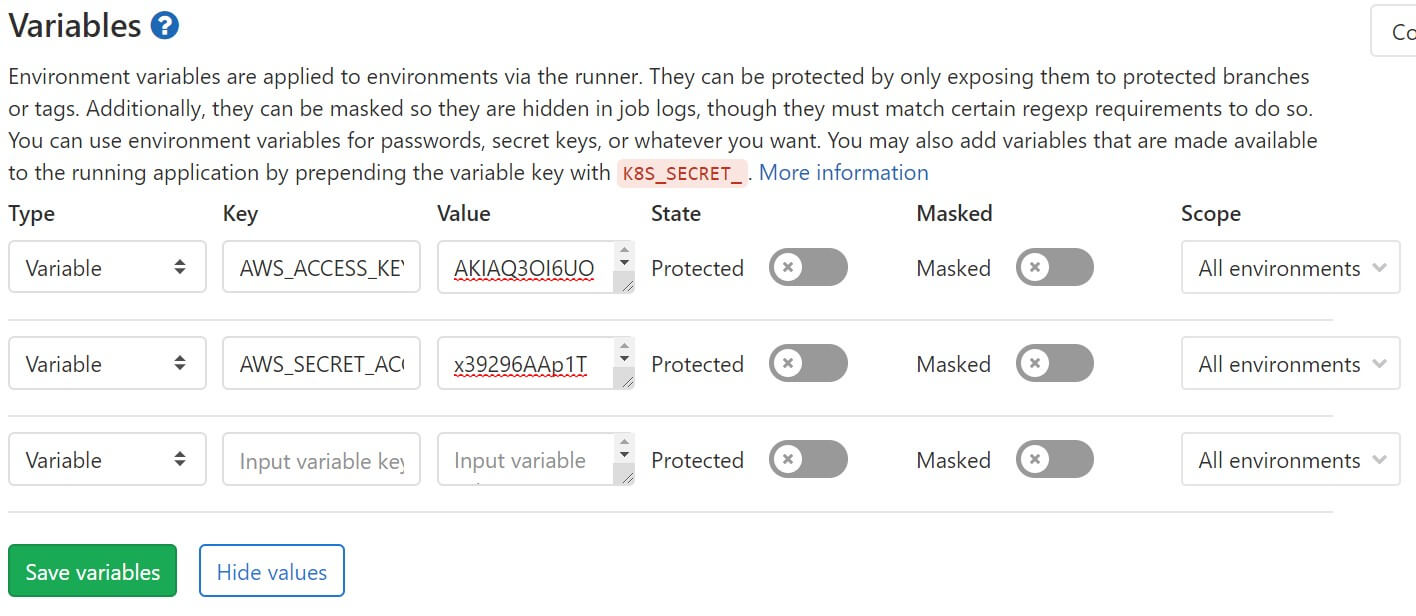 Variables ?
Co
Environment variables are applied to environments via the runner. They can be protected by only exposing them to protected branches
or tags. Additionally, they can be masked so they are hidden in job logs, though they must match certain regexp requirements to do so.
You can use environment variables for passwords, secret keys, or whatever you want. You may also add variables that are made available
to the running application by prepending the variable key with K8S_SECRET_. More information
Type Key Value State Masked Scope
Variable AWS_ACCESS_KEY AKIAQ3OI6UO Protected Masked All environments
Variable AWS_SECRET_ACC x39296AAp1T Protected Masked All environments
Variable Input variable key Input variable Protected Masked All environments
Save variables Hide values